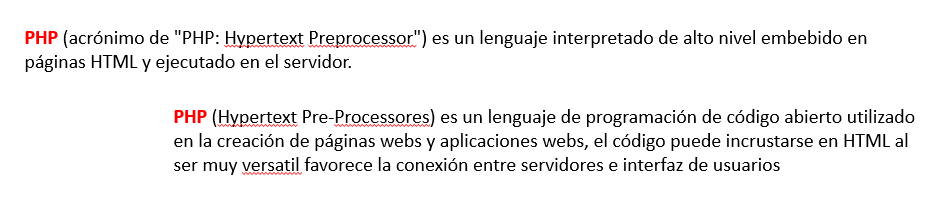 PHP (acrónimo de "PHP: Hypertext Preprocessor") es un lenguaje interpretado de alto nivel embebido en
páginas HTML y ejecutado en el servidor.
PHP (Hypertext Pre-Processores) es un lenguaje de programación de código abierto utilizado
en la creación de páginas webs y aplicaciones webs, el código puede incrustarse en HTML al
ser muy versatil favorece la conexión entre servidores e interfaz de usuarios